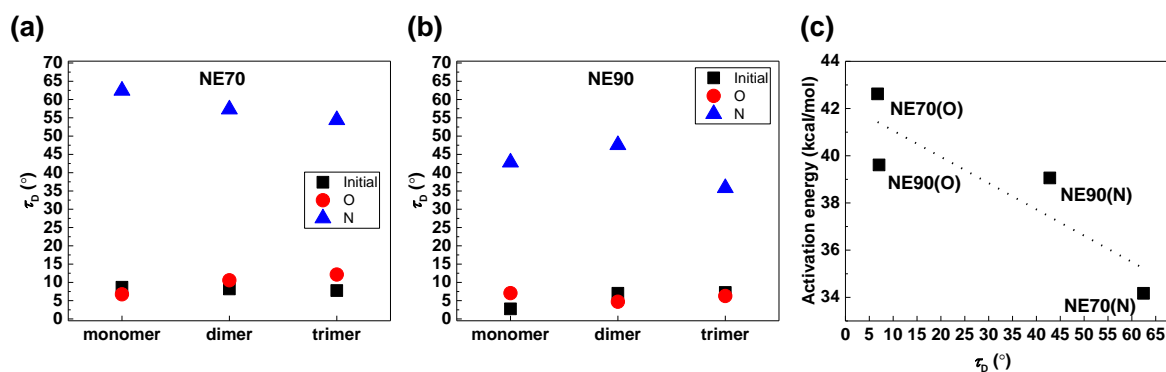 (a)
NE70
τD (°)
70
65
60
55
50
45
40
35
30
25
20
15
10
5
0
Initial
O
N
monomer dimer trimer
(b)
NE90
τD (°)
70
65
60
55
50
45
40
35
30
25
20
15
10
5
0
Initial
O
N
monomer dimer trimer
(c)
Activation energy (kcal/mol)
44
42
40
38
36
34
NE70(O)
NE90(O)
NE90(N)
NE70(N)
0 5 10 15 20 25 30 35 40 45 50 55 60 65
τD (°)